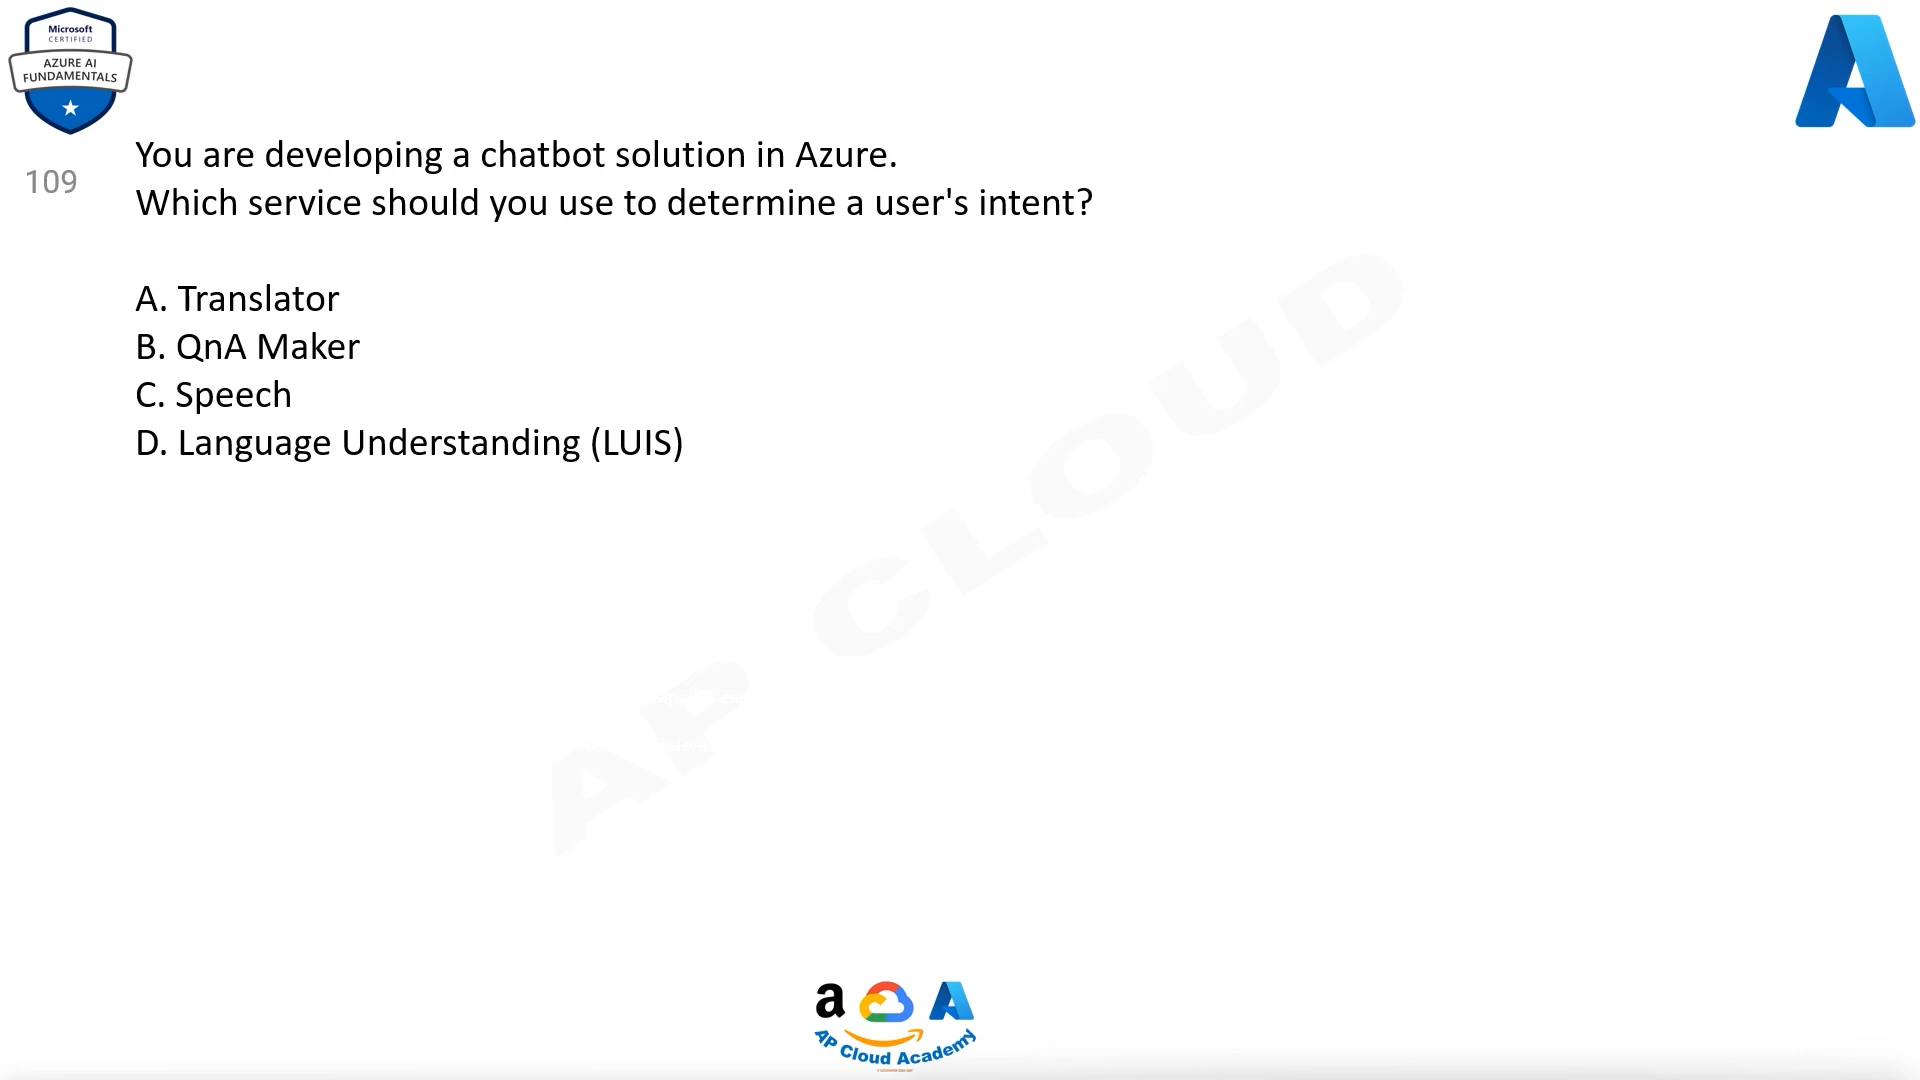 Microsoft
CERTIFIED
AZURE AI
FUNDAMENTALS
109
You are developing a chatbot solution in Azure.
Which service should you use to determine a user's intent?
A. Translator
B. QnA Maker
C. Speech
D. Language Understanding (LUIS)
AP CLOUD
a
AP Cloud Academy